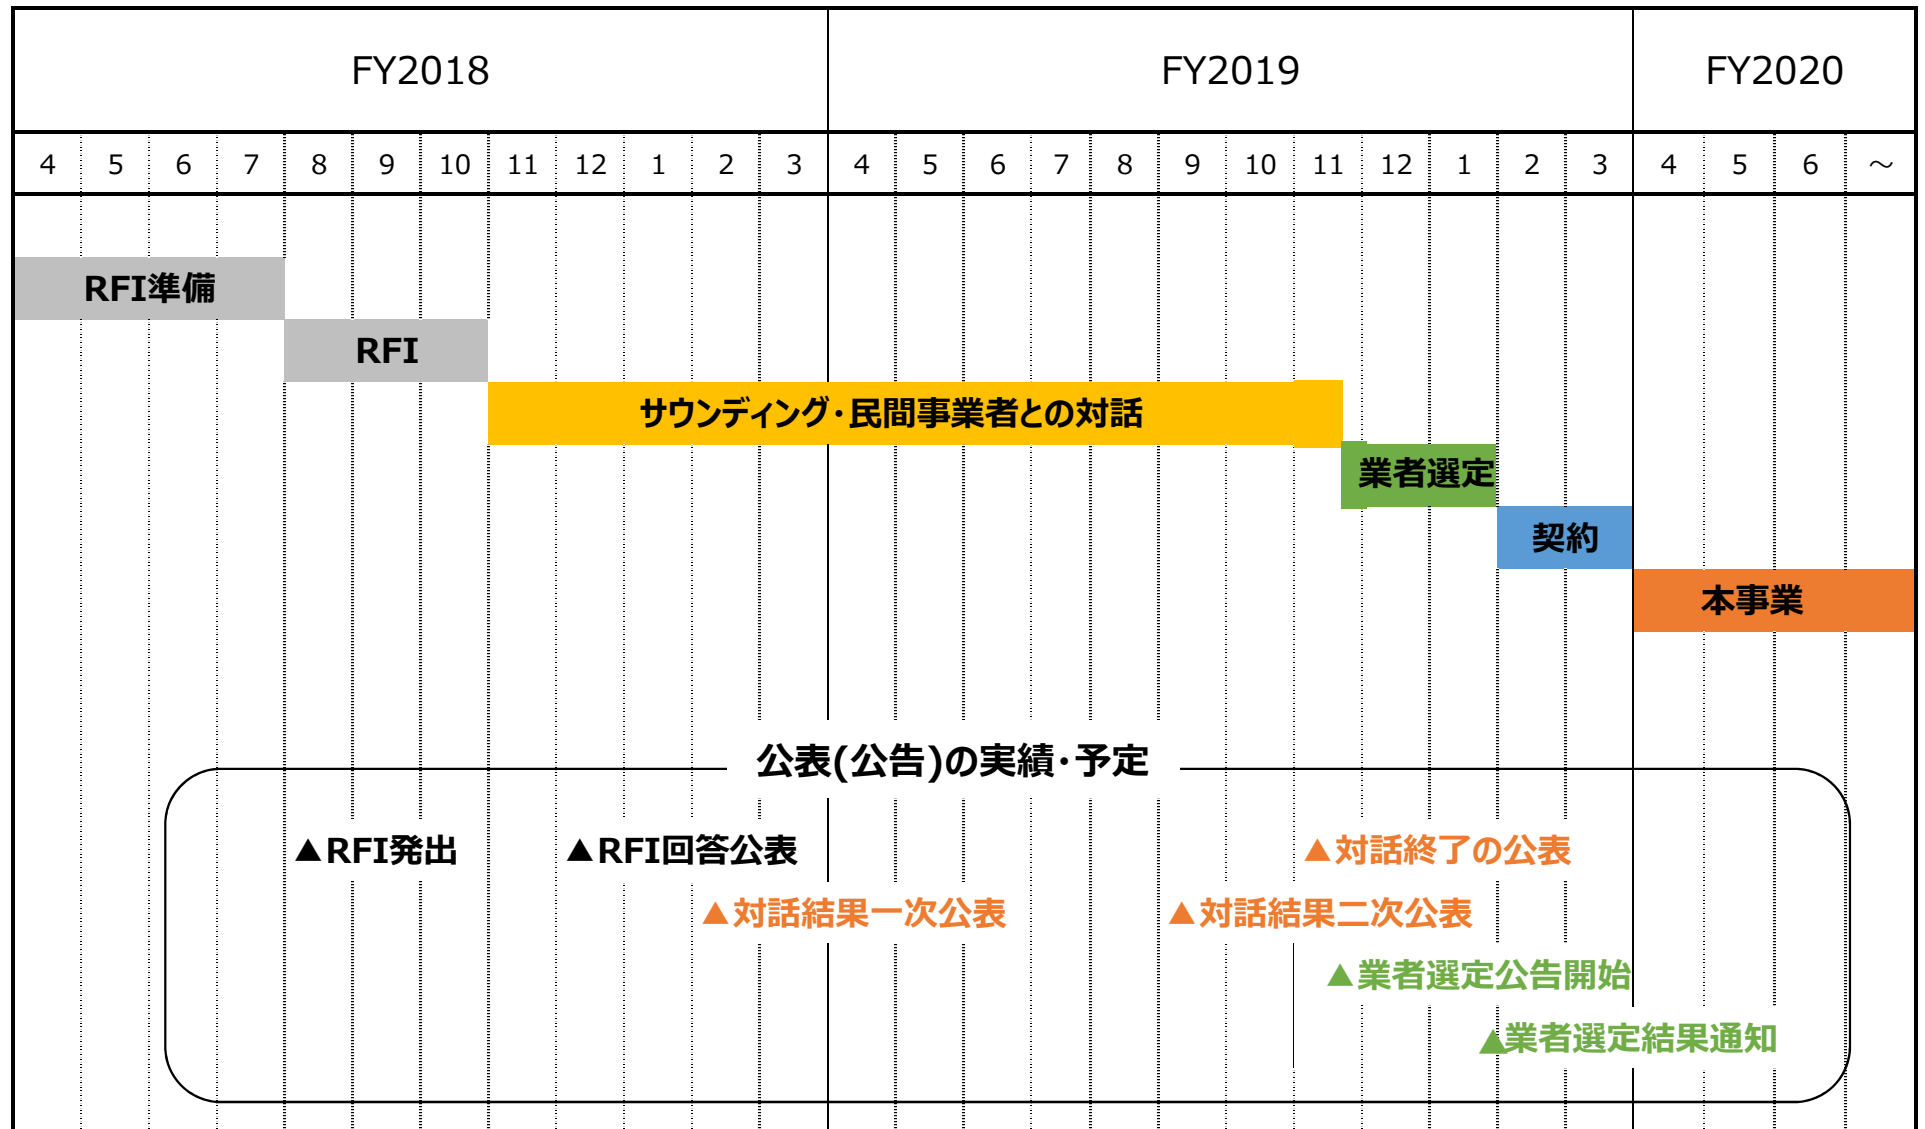 FY2018 FY2019 FY2020
4 5 6 7 8 9 10 11 12 1 2 3 4 5 6 7 8 9 10 11 12 1 2 3 4 5 6 ～
RFI準備
RFI
サウンディング・民間事業者との対話
業者選定
契約
本事業
公表(公告)の実績・予定
▲RFI発出 ▲RFI回答公表 ▲対話終了の公表
▲対話結果一次公表 ▲対話結果二次公表
▲業者選定公告開始
▲業者選定結果通知